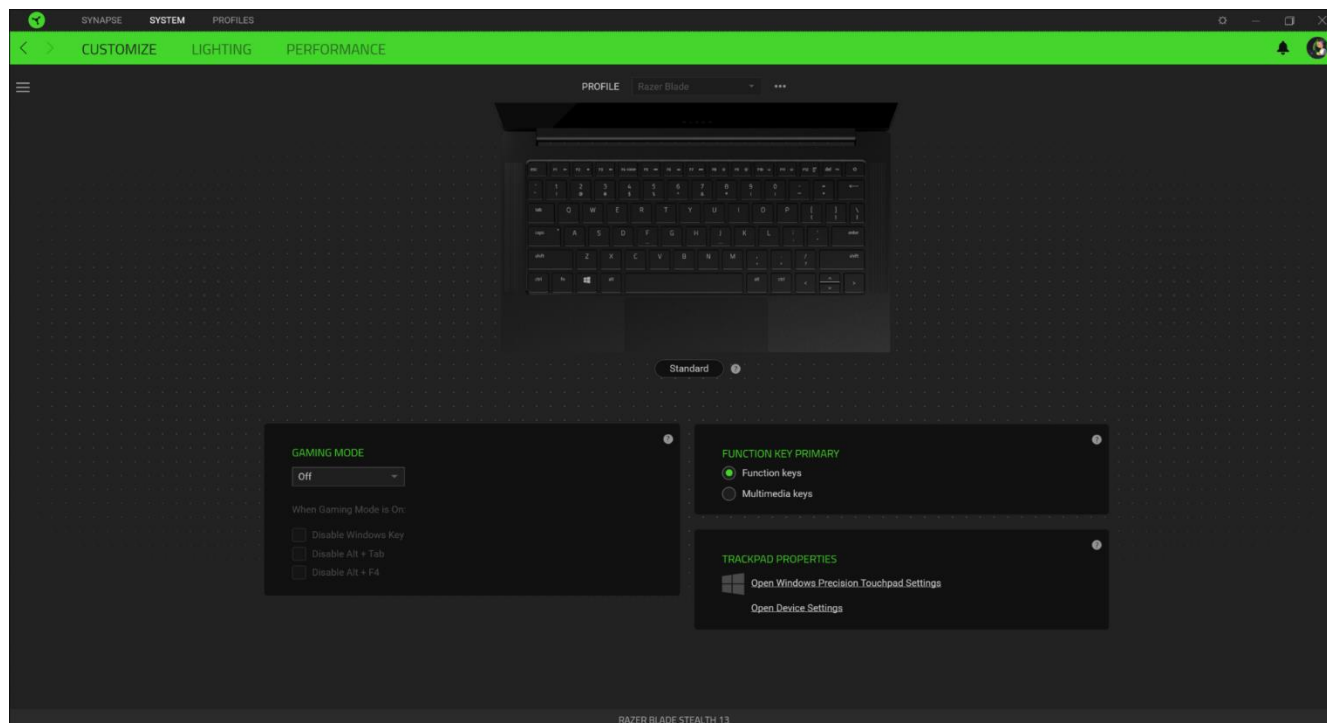 SYNAPSE SYSTEM PROFILES
CUSTOMIZE LIGHTING PERFORMANCE
PROFILE Razer Blade
Q W E R T Y U I O P
A S D F G H J K L
Z X C V B N M
Standard
GAMING MODE
Off
When Gaming Mode is On:
Disable Windows Key
Disable Alt + Tab
Disable Alt + F4
FUNCTION KEY PRIMARY
Function keys
Multimedia keys
TRACKPAD PROPERTIES
Open Windows Precision Touchpad Settings
Open Device Settings
RAZER BLADE STEALTH 13